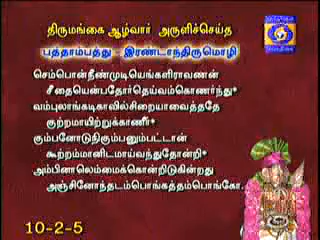 திருமங்கை ஆழ்வார் அருளிச்செய்த
பத்தாம்பத்து - இரண்டாந்திருமொழி
செம்பொன்நீண்முடியெங்களிராவணன்
சீதையென்பதோர்தெய்வம்கொணர்ந்து*
வம்புலாங்கடிகாவில்சிறையாவைத்ததே
குற்றமாயிற்றுக்காணீர்*
கும்பனோடுநிகும்பனும்பட்டான்
கூற்றம்மானிடமாய்வந்துதோன்றி*
அம்பினாலெம்மைக்கொன்றிடுகின்றது
அஞ்சினோந்தடம்பொங்கத்தம்பொங்கோ.
10-2-5